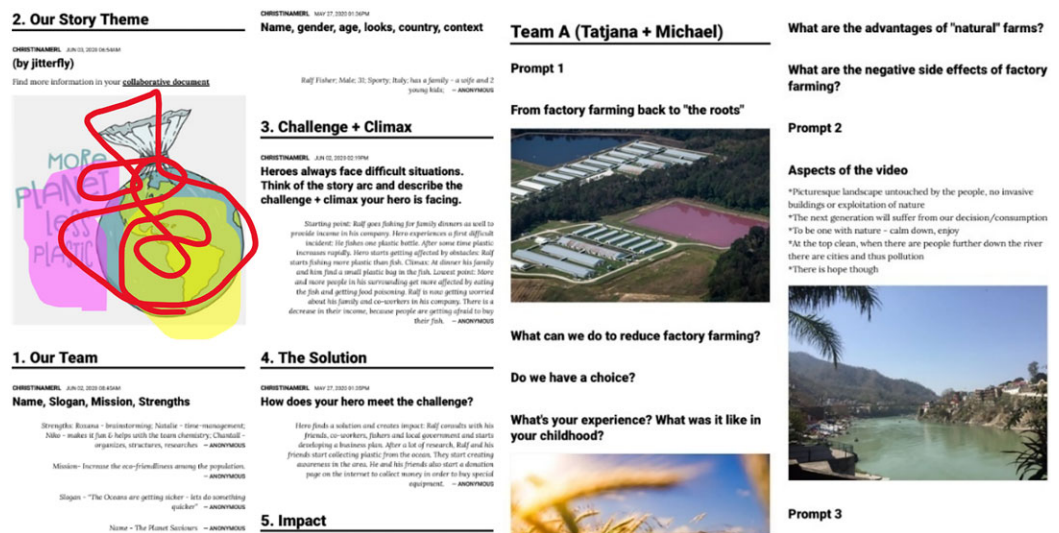 2. Our Story Theme
CHRISTINAMERL JUN 03, 2020 06:54AM
(by jitterfly)
Find more information in your collaborative document
MORE
PLANET
less
PLASTIC
1. Our Team
CHRISTINAMERL JUN 02, 2020 08:45AM
Name, Slogan, Mission, Strengths
Strengths: Roxana - brainstorming; Natalie - time-management;
Niko - makes it fun & helps with the team chemistry; Chantall -
organizes, structures, researches — ANONYMOUS
Mission- Increase the eco-friendliness among the population.
— ANONYMOUS
Slogan - "The Oceans are getting sicker - lets do something
quicker" — ANONYMOUS
Name - The Planet Saviours — ANONYMOUS
CHRISTINAMERL MAY 27, 2020 01:36PM
Name, gender, age, looks, country, context
Ralf Fisher; Male; 31; Sporty; Italy; has a family - a wife and 2
young kids; — ANONYMOUS
3. Challenge + Climax
CHRISTINAMERL JUN 02, 2020 02:19PM
Heroes always face difficult situations.
Think of the story arc and describe the
challenge + climax your hero is facing.
Starting point: Ralf goes fishing for family dinners as well to
provide income in his company. Hero experiences a first difficult
incident: He fishes one plastic bottle. After some time plastic
increases rapidly. Hero starts getting affected by obstacles: Ralf
starts fishing more plastic than fish. Climax: At dinner his family
and him find a small plastic bag in the fish. Lowest point: More
and more people in his surrounding get more affected by eating
the fish and getting food poisoning. Ralf is now getting worried
about his family and co-workers in his company. There is a
decrease in their income, because people are getting afraid to buy
their fish. — ANONYMOUS
4. The Solution
CHRISTINAMERL MAY 27, 2020 01:39PM
How does your hero meet the challenge?
Hero finds a solution and creates impact: Ralf consults with his
friends, co-workers, fishers and local government and starts
developing a business plan. After a lot of research, Ralf and his
friends start collecting plastic from the ocean. They start creating
awareness in the area. He and his friends also start a donation
page on the internet to collect money in order to buy special
equipment. — ANONYMOUS
5. Impact
Team A (Tatjana + Michael)
Prompt 1
From factory farming back to "the roots"
What can we do to reduce factory farming?
Do we have a choice?
What's your experience? What was it like in
your childhood?
What are the advantages of "natural" farms?
What are the negative side effects of factory
farming?
Prompt 2
Aspects of the video
*Picturesque landscape untouched by the people, no invasive
buildings or exploitation of nature
*The next generation will suffer from our decision/consumption
*To be one with nature – calm down, enjoy
*At the top clean, when there are people further down the river
there are cities and thus pollution
*There is hope though
Prompt 3